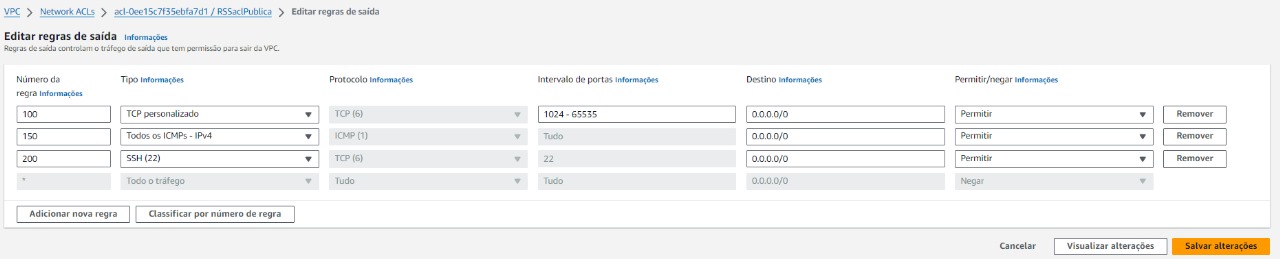 VPC > Network ACLs > acl-0ee15c7f35ebfa7d1 / RSSaclPublica > Editar regras de saída
Editar regras de saída Informações
Regras de saída controlam o tráfego de saída que tem permissão para sair da VPC.
Número da regra Informações Tipo Informações Protocolo Informações Intervalo de portas Informações Destino Informações Permitir/negar Informações
100 TCP personalizado TCP (6) 1024 - 65535 0.0.0.0/0 Permitir Remover
150 Todos os ICMPs - IPv4 ICMP (1) Tudo 0.0.0.0/0 Permitir Remover
200 SSH (22) TCP (6) 22 0.0.0.0/0 Permitir Remover
* Todo o tráfego Tudo Tudo 0.0.0.0/0 Negar
Adicionar nova regra Classificar por número de regra
Cancelar Visualizar alterações Salvar alterações